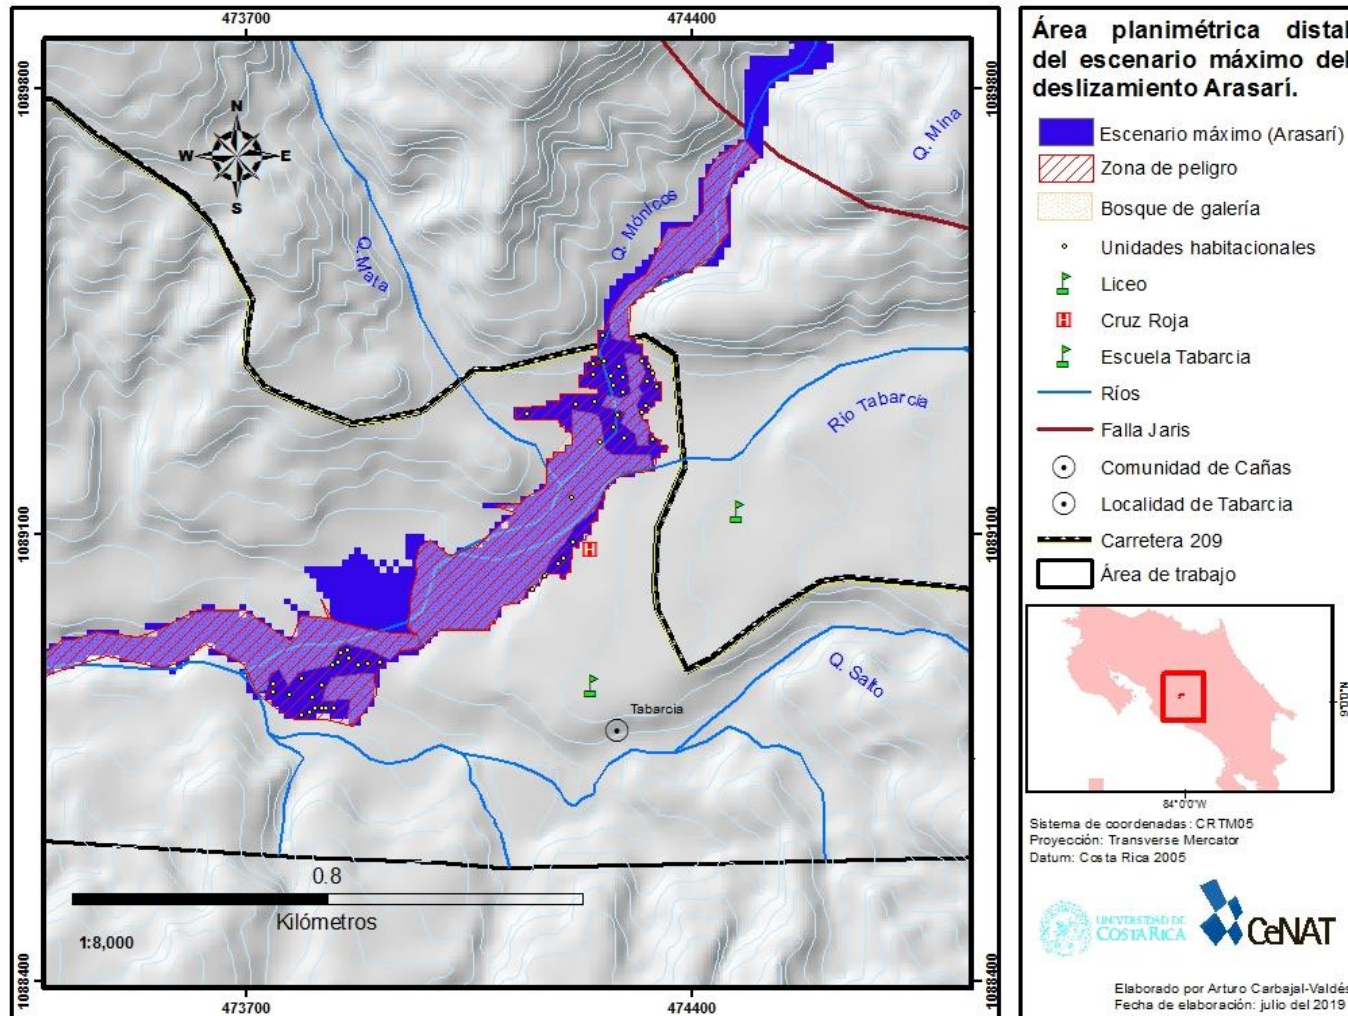 473700
474400
1089800
1089800
N
W
E
S
Q. Mina
Q. Mónicos
Q. Mata
Río Tabarcia
1089100
1089100
H
Q. Salto
Tabarcia
0.8
Kilómetros
1:8,000
1088400
1088400
473700
474400
Área planimétrica distal
del escenario máximo del
deslizamiento Arasarí.
Escenario máximo (Arasarí)
Zona de peligro
Bosque de galería
Unidades habitacionales
Liceo
H
Cruz Roja
Escuela Tabarcia
Ríos
Falla Jaris
Comunidad de Cañas
Localidad de Tabarcia
Carretera 209
Área de trabajo
9°0'0"N
84°0'0"W
Sistema de coordenadas: CRTM05
Proyección: Transverse Mercator
Datum: Costa Rica 2005
UNIVERSIDAD DE
COSTA RICA
CeNAT
Elaborado por Arturo Carbajal-Valdés
Fecha de elaboración: julio del 2019